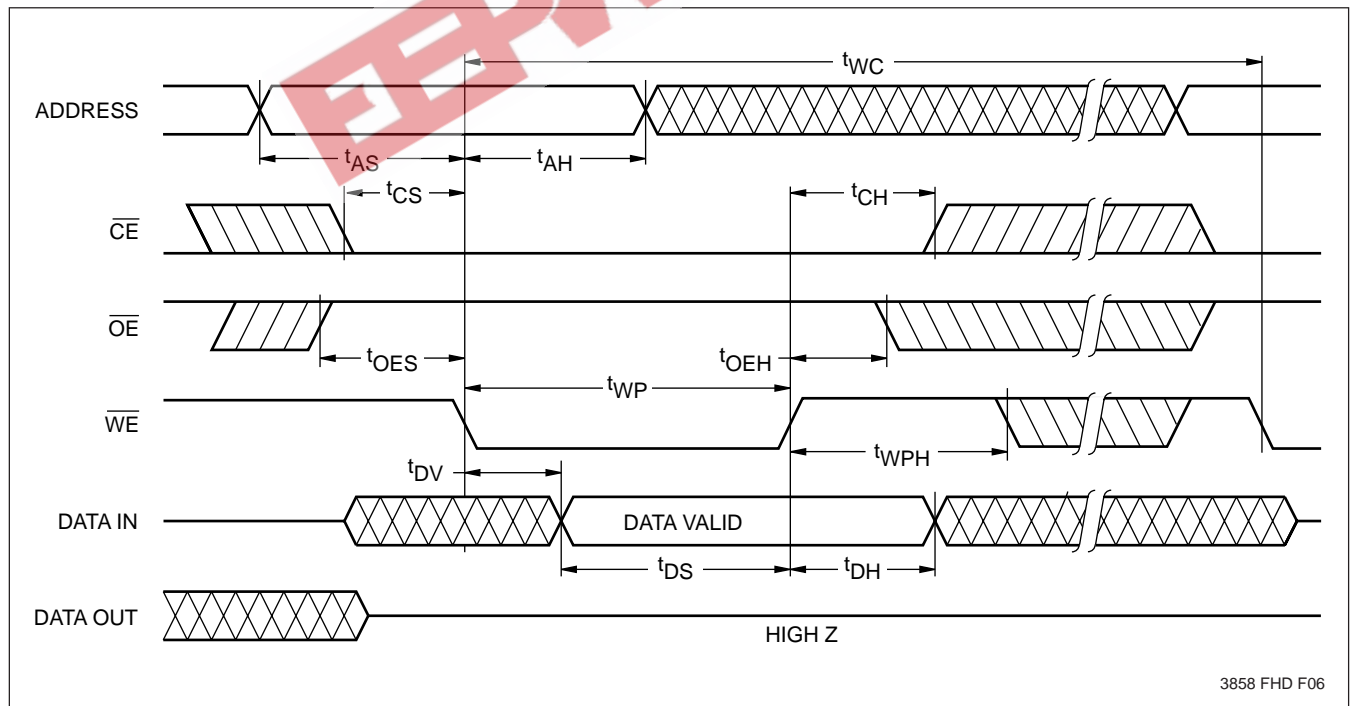 tWC
ADDRESS
tAS
tAH
tCS
tCH
CE
OE
tOES
tOEH
tWP
WE
tWPH
tDV
DATA IN
DATA VALID
tDS
tDH
DATA OUT
HIGH Z
3858 FHD F06